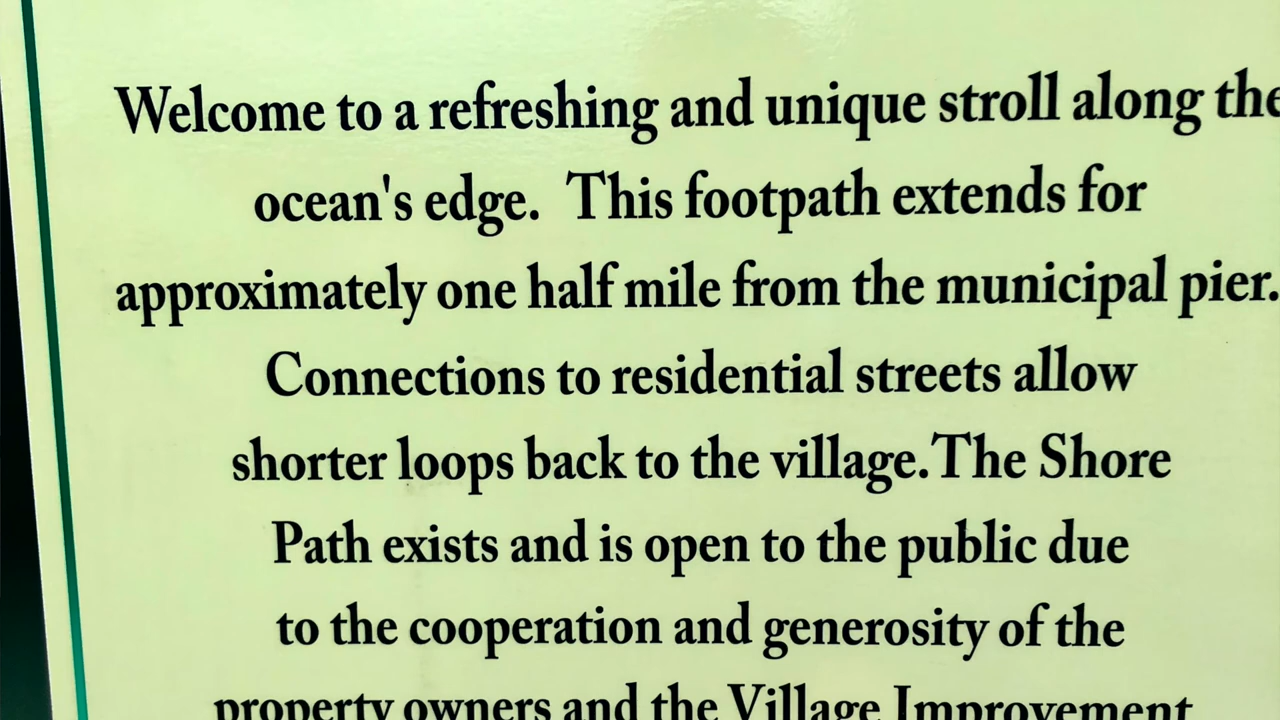 Welcome to a refreshing and unique stroll along the
ocean's edge.  This footpath extends for
approximately one half mile from the municipal pier.
Connections to residential streets allow
shorter loops back to the village. The Shore
Path exists and is open to the public due
to the cooperation and generosity of the
property owners and the Village Improvement